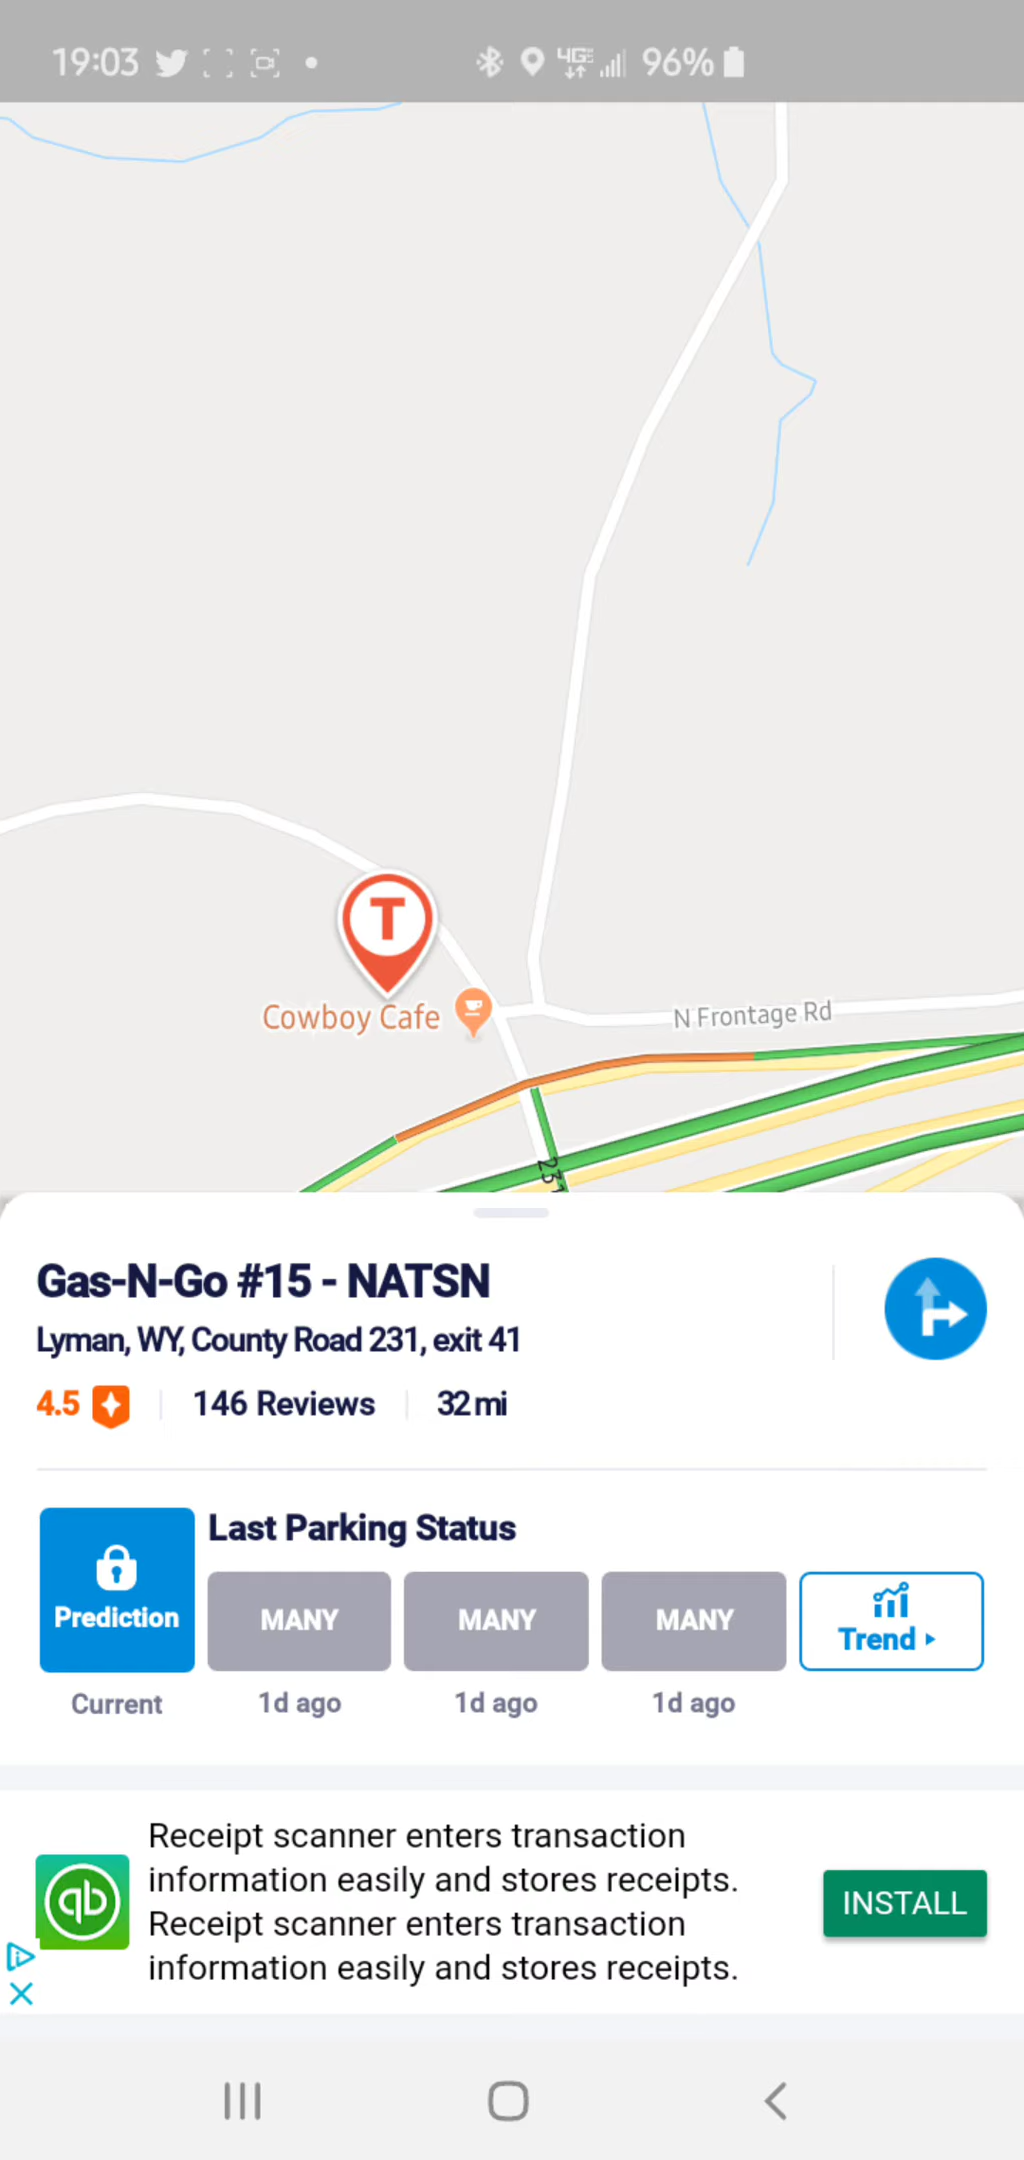 19:03 4GE 96%
T
Cowboy Cafe
N Frontage Rd
231
Gas-N-Go #15 - NATSN
Lyman, WY, County Road 231, exit 41
4.5 146 Reviews 32 mi
Last Parking Status
Prediction MANY MANY MANY Trend
Current 1d ago 1d ago 1d ago
Receipt scanner enters transaction
information easily and stores receipts.
Receipt scanner enters transaction
information easily and stores receipts.
qb
INSTALL